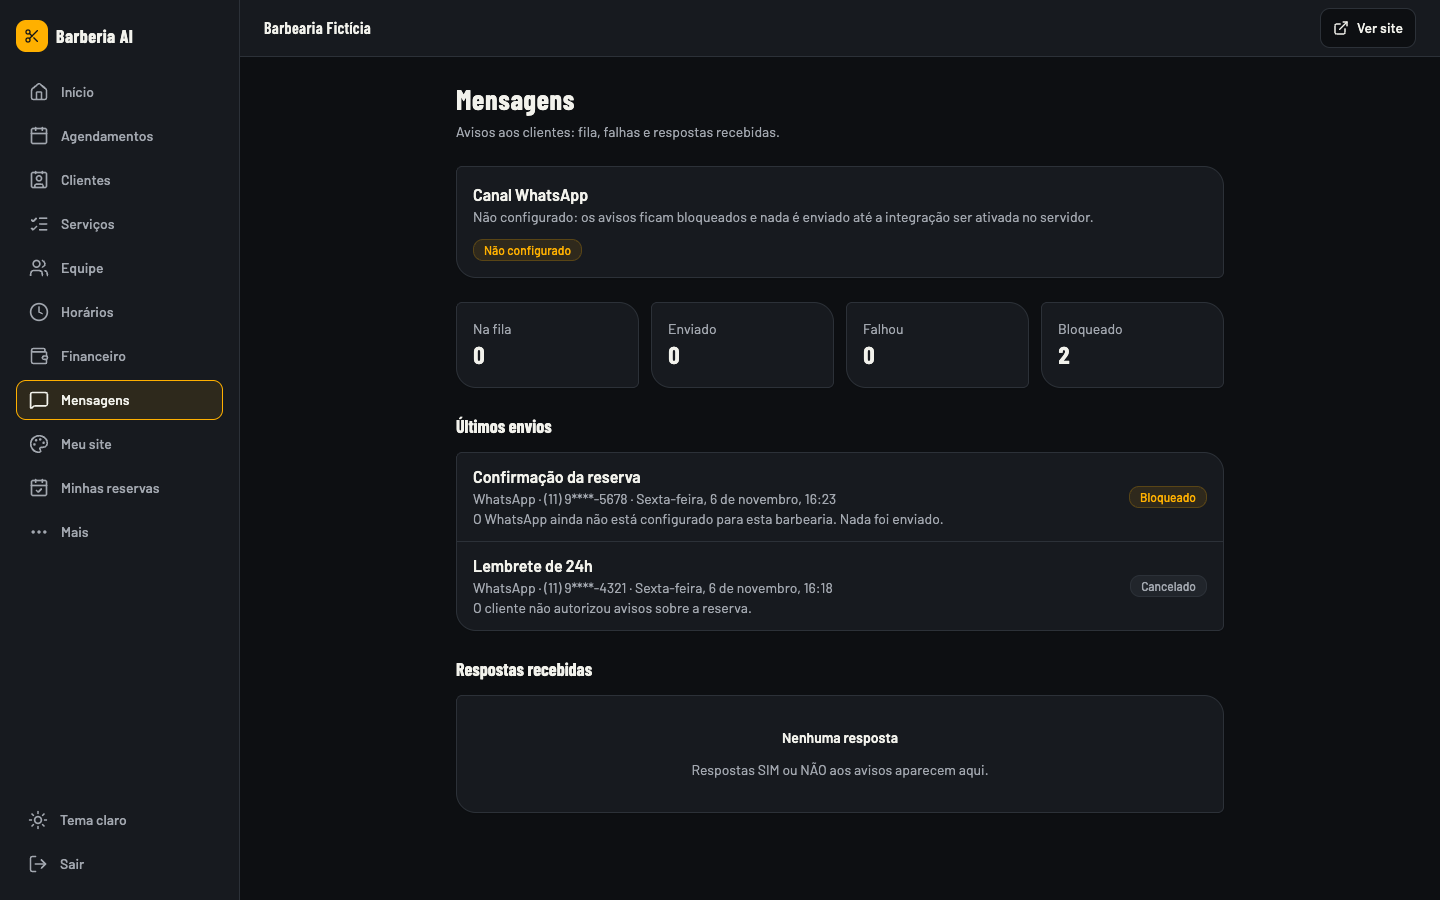 Barberia AI
Início
Agendamentos
Clientes
Serviços
Equipe
Horários
Financeiro
Mensagens
Meu site
Minhas reservas
Mais
Tema claro
Sair
Barbearia Fictícia
Ver site
Mensagens
Avisos aos clientes: fila, falhas e respostas recebidas.
Canal WhatsApp
Não configurado: os avisos ficam bloqueados e nada é enviado até a integração ser ativada no servidor.
Não configurado
Na fila
0
Enviado
0
Falhou
0
Bloqueado
2
Últimos envios
Confirmação da reserva
WhatsApp · (11) 9****-5678 · Sexta-feira, 6 de novembro, 16:23
O WhatsApp ainda não está configurado para esta barbearia. Nada foi enviado.
Bloqueado
Lembrete de 24h
WhatsApp · (11) 9****-4321 · Sexta-feira, 6 de novembro, 16:18
O cliente não autorizou avisos sobre a reserva.
Cancelado
Respostas recebidas
Nenhuma resposta
Respostas SIM ou NÃO aos avisos aparecem aqui.